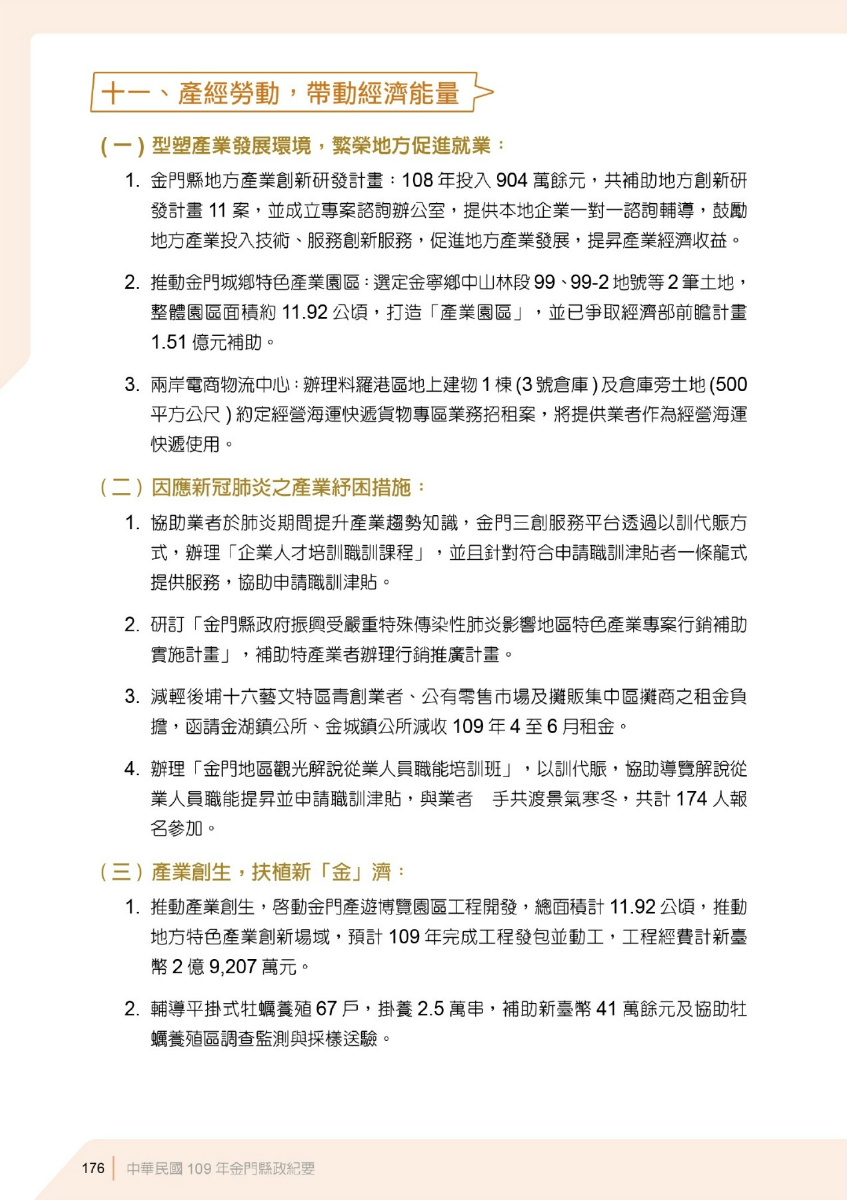 十一、產經勞動，帶動經濟能量
(一) 型塑產業發展環境，繁榮地方促進就業：
1. 金門縣地方產業創新研發計畫：108 年投入 904 萬餘元，共補助地方創新研
發計畫 11 案，並成立專案諮詢辦公室，提供本地企業一對一諮詢輔導，鼓勵
地方產業投入技術、服務創新服務，促進地方產業發展，提昇產業經濟收益。
2. 推動金門城鄉特色產業園區：選定金寧鄉中山林段 99、99-2 地號等 2 筆土地，
整體園區面積約 11.92 公頃，打造「產業園區」，並已爭取經濟部前瞻計畫
1.51 億元補助。
3. 兩岸電商物流中心：辦理料羅港區地上建物 1 棟 (3 號倉庫 ) 及倉庫旁土地 (500
平方公尺 ) 約定經營海運快遞貨物專區業務招租案，將提供業者作為經營海運
快遞使用。
(二) 因應新冠肺炎之產業紓困措施：
1. 協助業者於肺炎期間提升產業趨勢知識，金門三創服務平台透過以訓代賑方
式，辦理「企業人才培訓職訓課程」，並且針對符合申請職訓津貼者一條龍式
提供服務，協助申請職訓津貼。
2. 研訂「金門縣政府振興受嚴重特殊傳染性肺炎影響地區特色產業專案行銷補助
實施計畫」，補助特產業者辦理行銷推廣計畫。
3. 減輕後埔十六藝文特區青創業者、公有零售市場及攤販集中區攤商之租金負
擔，函請金湖鎮公所、金城鎮公所減收 109 年 4 至 6 月租金。
4. 辦理「金門地區觀光解說從業人員職能培訓班」，以訓代賑，協助導覽解說從
業人員職能提昇並申請職訓津貼，與業者　手共渡景氣寒冬，共計 174 人報
名參加。
(三) 產業創生，扶植新「金」濟：
1. 推動產業創生，啓動金門產遊博覽園區工程開發，總面積計 11.92 公頃，推動
地方特色產業創新場域，預計 109 年完成工程發包並動工，工程經費計新臺
幣 2 億 9,207 萬元。
2. 輔導平掛式牡蠣養殖 67 戶，掛養 2.5 萬串，補助新臺幣 41 萬餘元及協助牡
蠣養殖區調查監測與採樣送驗。
176 中華民國 109 年金門縣政紀要